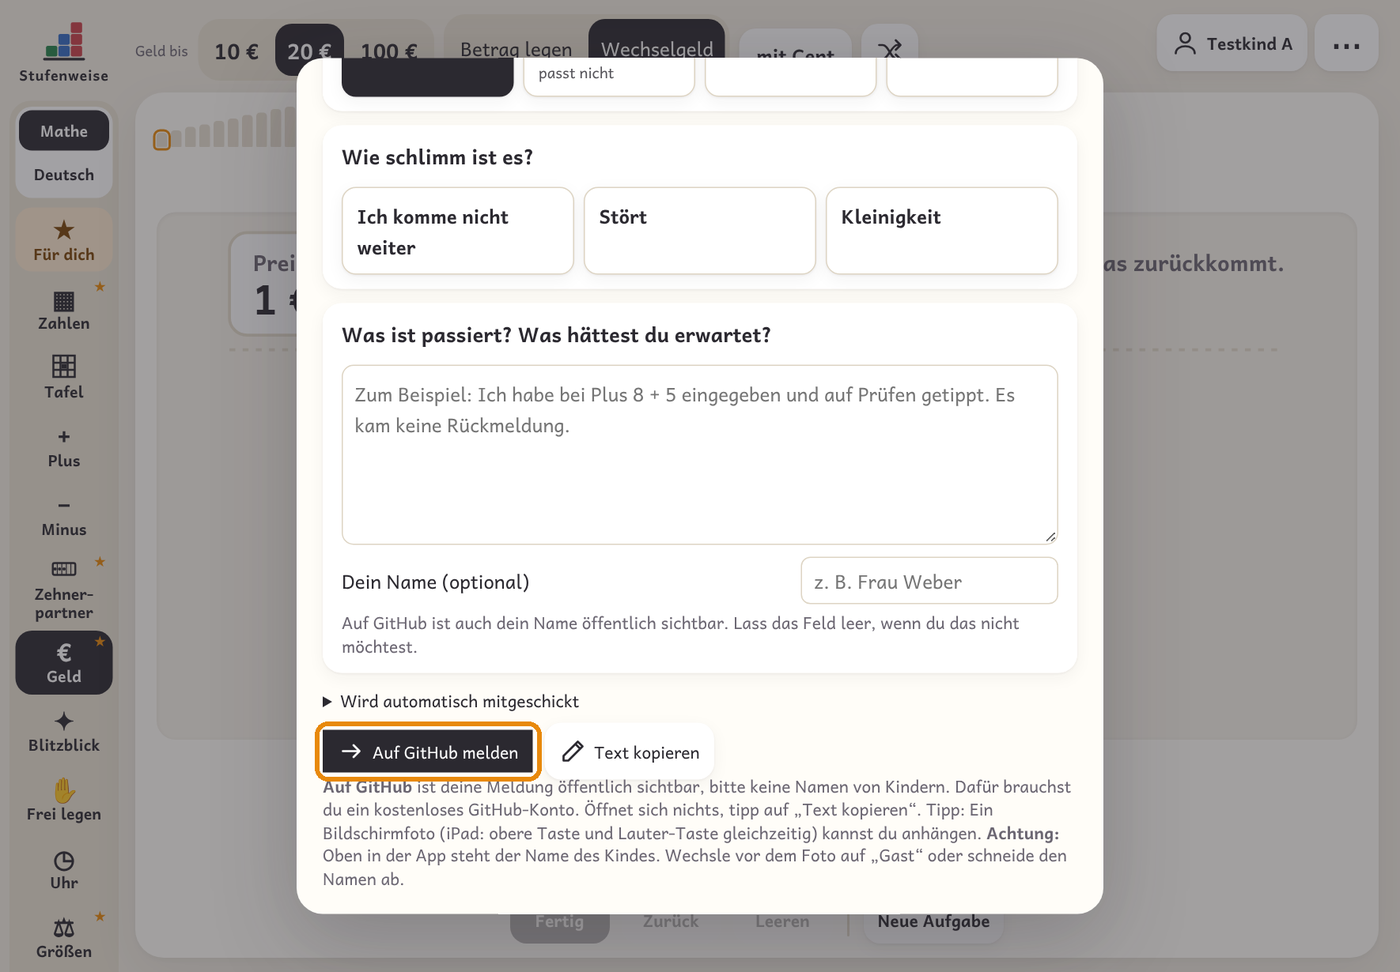 Stufenweise
Geld bis
10 €
20 €
100 €
Betrag legen
Wechselgeld
mit Cent
Testkind A
...
Mathe
Deutsch
Für dich
Zahlen
Tafel
Plus
Minus
Zehner-
partner
€
Geld
Blitzblick
Frei legen
Uhr
Größen
1
as zurückkommt.
passt nicht
Wie schlimm ist es?
Ich komme nicht
weiter
Stört
Kleinigkeit
Was ist passiert? Was hättest du erwartet?
Zum Beispiel: Ich habe bei Plus 8 + 5 eingegeben und auf Prüfen getippt. Es
kam keine Rückmeldung.
Dein Name (optional)
z. B. Frau Weber
Auf GitHub ist auch dein Name öffentlich sichtbar. Lass das Feld leer, wenn du das nicht
möchtest.
Wird automatisch mitgeschickt
Auf GitHub melden
Text kopieren
Auf GitHub ist deine Meldung öffentlich sichtbar, bitte keine Namen von Kindern. Dafür brauchst
du ein kostenloses GitHub-Konto. Öffnet sich nichts, tipp auf „Text kopieren“. Tipp: Ein
Bildschirmfoto (iPad: obere Taste und Lauter-Taste gleichzeitig) kannst du anhängen. Achtung:
Oben in der App steht der Name des Kindes. Wechsle vor dem Foto auf „Gast“ oder schneide den
Namen ab.
Fertig
Zurück
Leeren
Neue Aufgabe